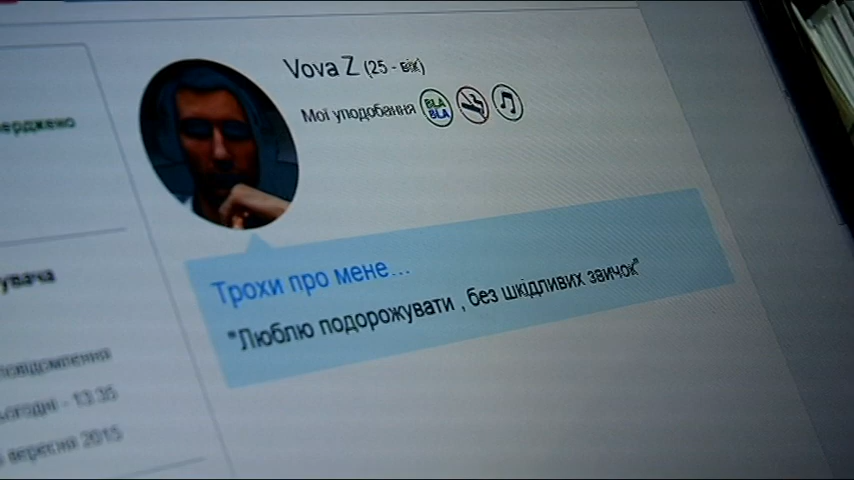 Vova Z (25 - вік)
Мої уподобання BLA BLA
Трохи про мене...
"Люблю подорожувати , без шкідливих звичок"
ерджено
увача
повідомлення
ьогодні - 13:35
вересня 2015